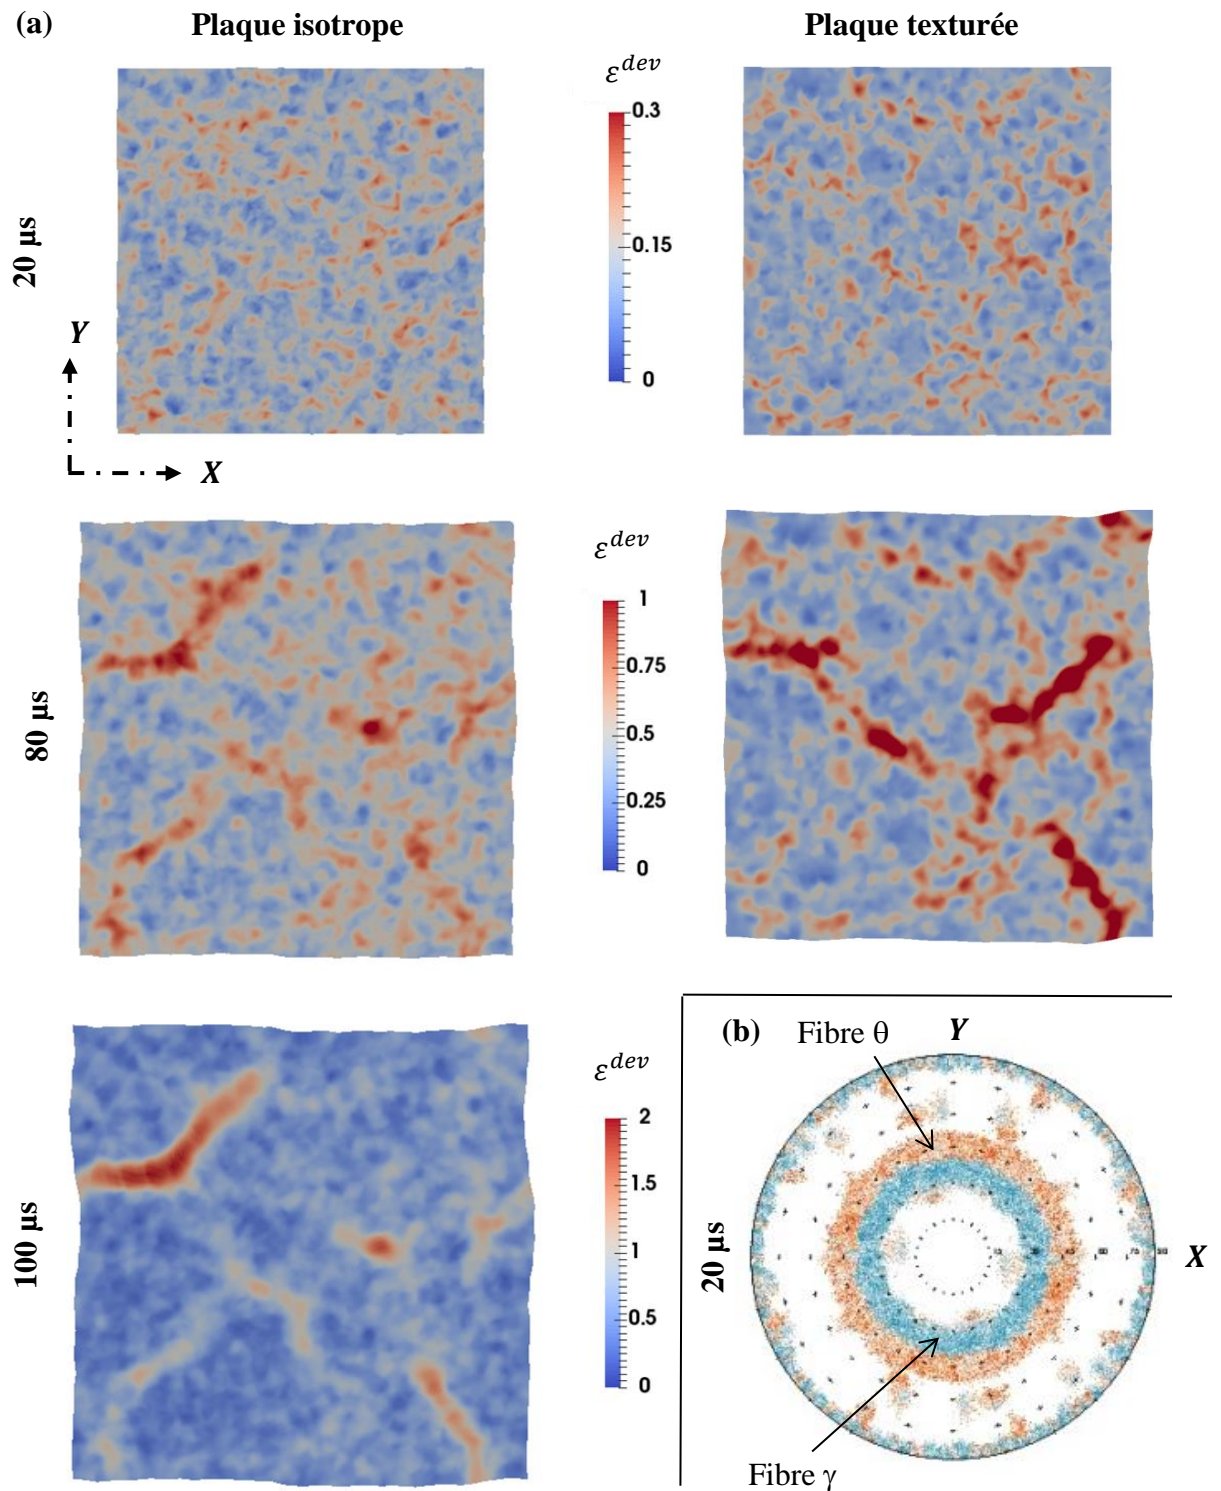 (a)
Plaque isotrope
Plaque texturée
ε^dev
0.3
0.15
0
20 µs
Y
X
ε^dev
1
0.75
0.5
0.25
0
80 µs
ε^dev
2
1.5
1
0.5
0
100 µs
(b)
Fibre θ
Y
X
20 µs
Fibre γ